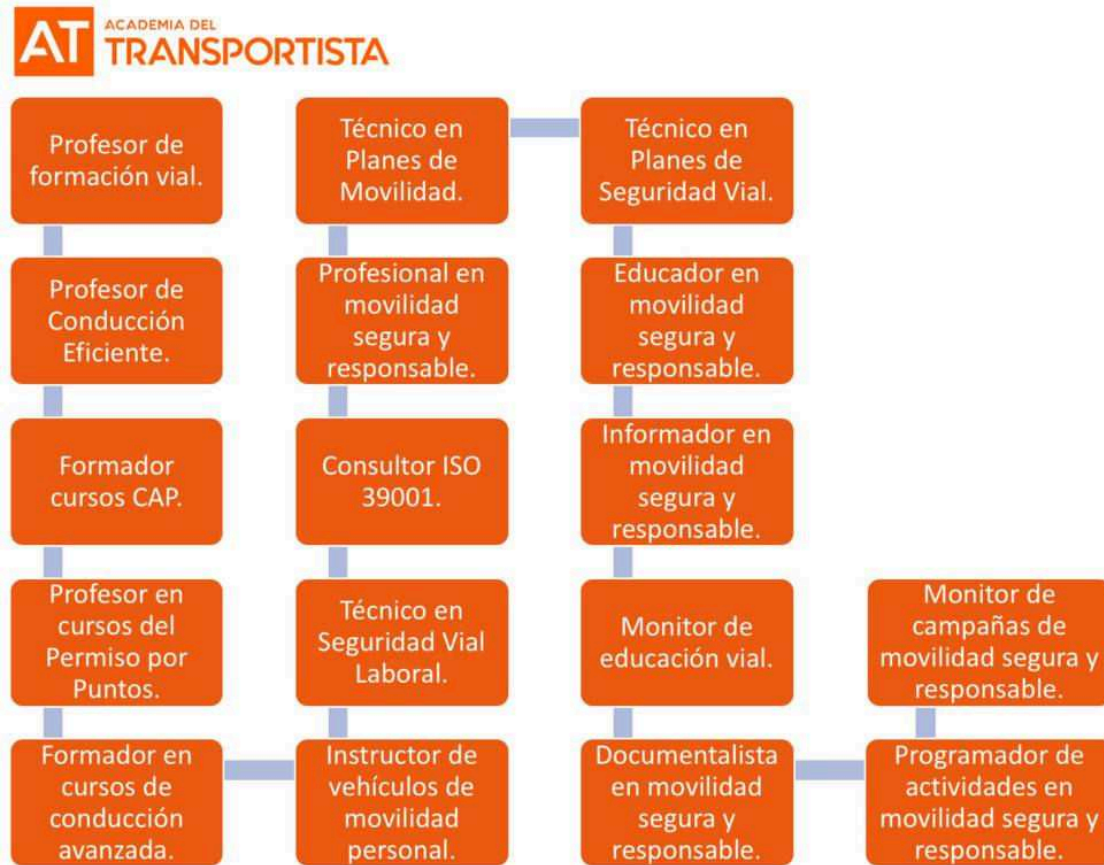 AT
ACADEMIA DEL
TRANSPORTISTA
Profesor de
formación vial.
Profesor de
Conducción
Eficiente.
Formador
cursos CAP.
Profesor en
cursos del
Permiso por
Puntos.
Formador en
cursos de
conducción
avanzada.
Instructor de
vehículos de
movilidad
personal.
Técnico en
Seguridad Vial
Laboral.
Consultor ISO
39001.
Profesional en
movilidad
segura y
responsable.
Técnico en
Planes de
Movilidad.
Técnico en
Planes de
Seguridad Vial.
Educador en
movilidad
segura y
responsable.
Informador en
movilidad
segura y
responsable.
Monitor de
educación vial.
Documentalista
en movilidad
segura y
responsable.
Programador de
actividades en
movilidad segura y
responsable.
Monitor de
campañas de
movilidad segura y
responsable.